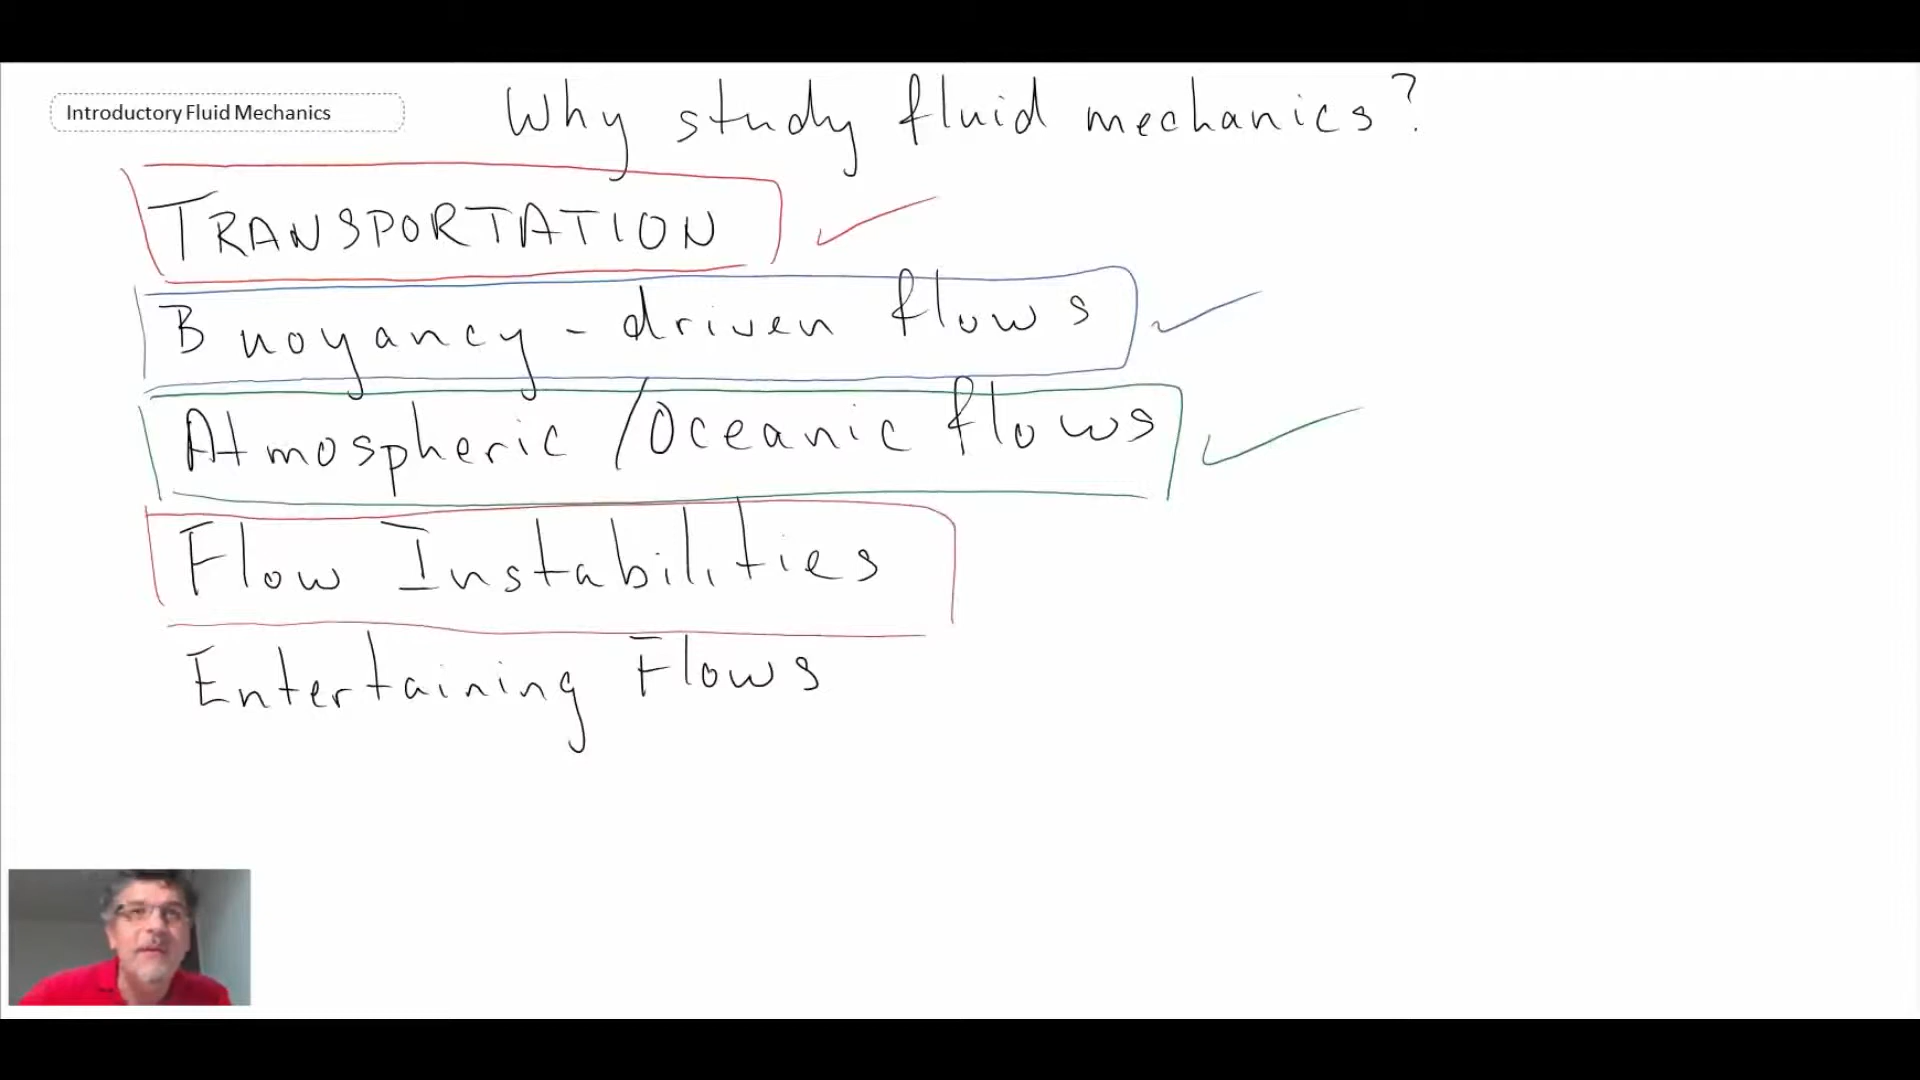 Introductory Fluid Mechanics
Why study fluid mechanics?
TRANSPORTATION
Buoyancy-driven flows
Atmospheric/Oceanic flows
Flow Instabilities
Entertaining Flows